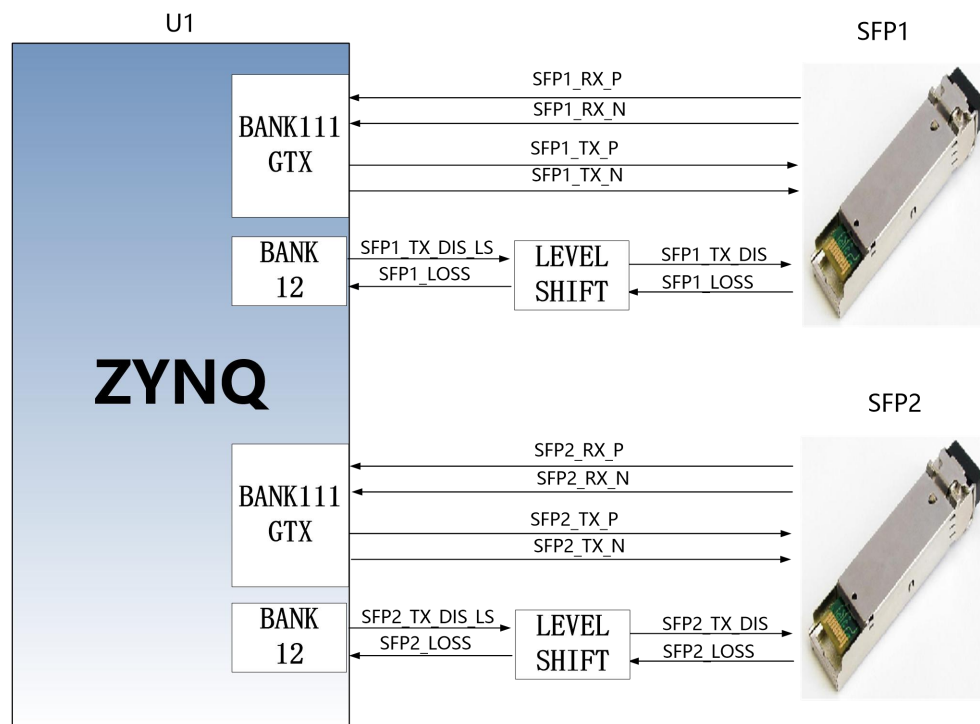 U1
SFP1
SFP1_RX_P
SFP1_RX_N
BANK111
GTX
SFP1_TX_P
SFP1_TX_N
BANK
12
SFP1_TX_DIS_LS
SFP1_LOSS
LEVEL
SHIFT
SFP1_TX_DIS
SFP1_LOSS
ZYNQ
SFP2
SFP2_RX_P
SFP2_RX_N
BANK111
GTX
SFP2_TX_P
SFP2_TX_N
BANK
12
SFP2_TX_DIS_LS
SFP2_LOSS
LEVEL
SHIFT
SFP2_TX_DIS
SFP2_LOSS